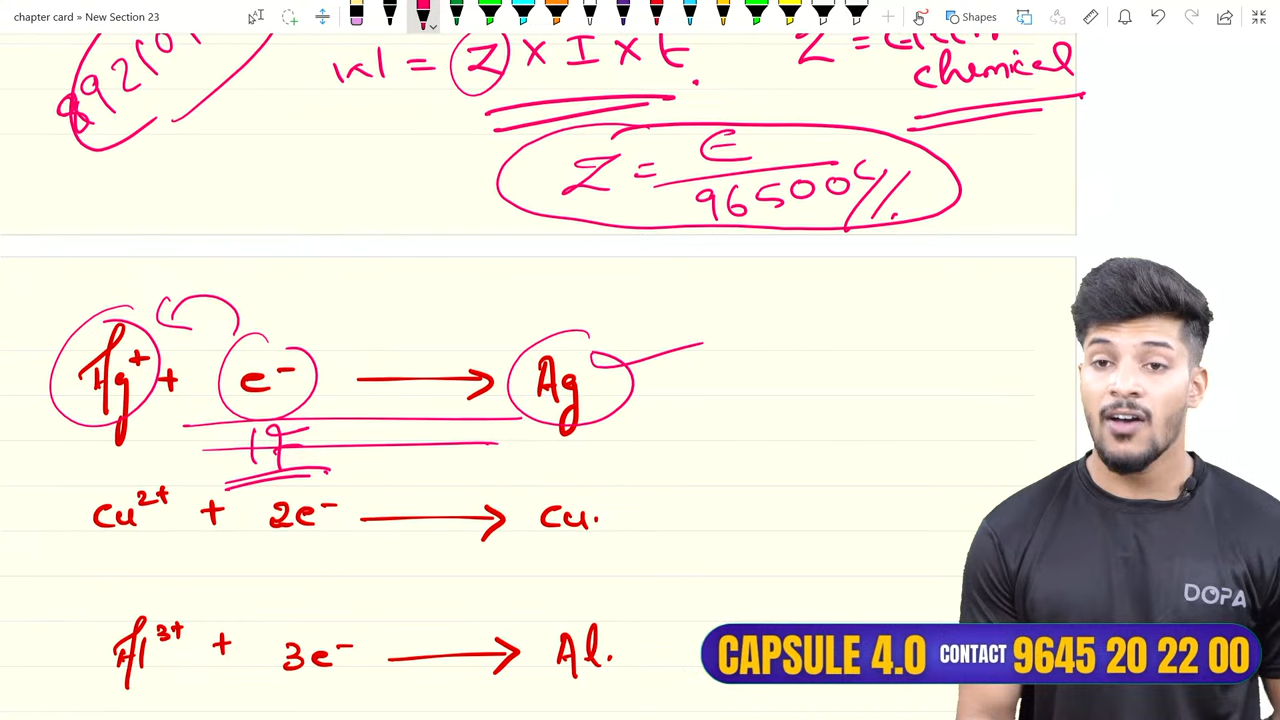 chapter card » New Section 23
Shapes
89210
= Z × I × t.
Z =
chemical
Z = E / 96500 C
Ag⁺ + e⁻ → Ag
1F
Cu²⁺ + 2e⁻ → Cu.
Al³⁺ + 3e⁻ → Al.
DOPA
CAPSULE 4.0 CONTACT 9645 20 22 00